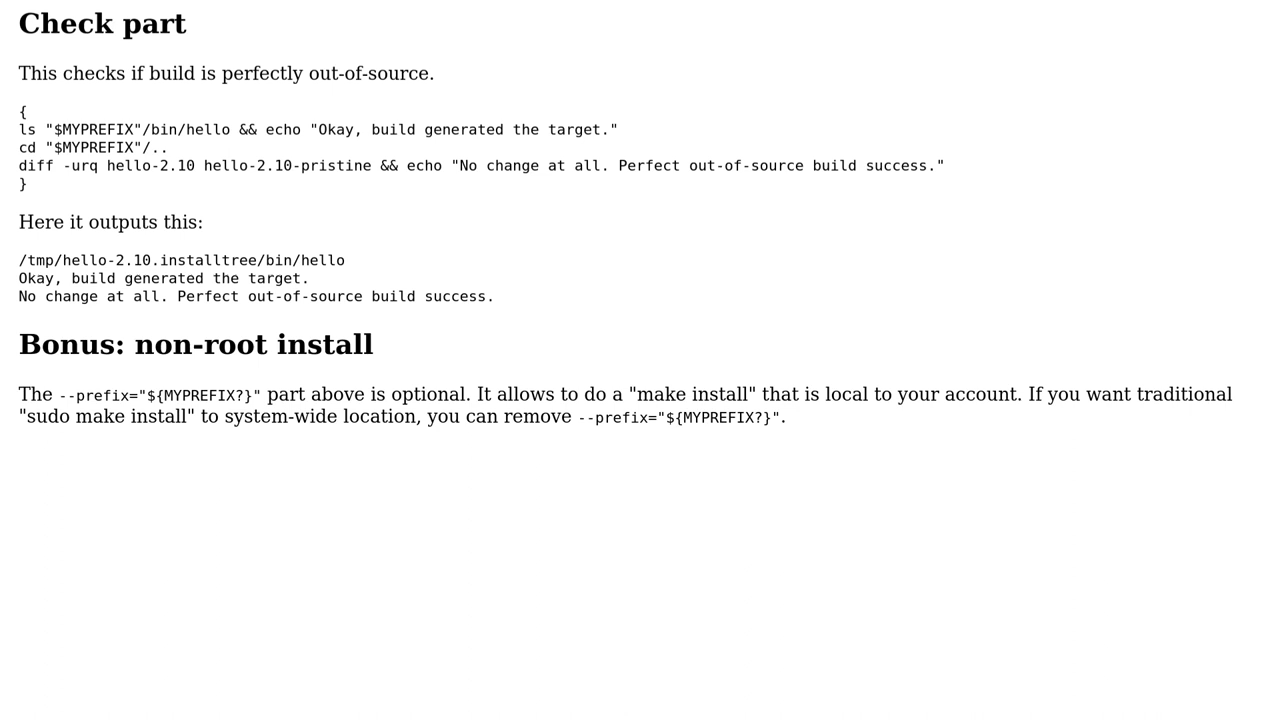 Check part
This checks if build is perfectly out-of-source.
{
ls "$MYPREFIX"/bin/hello && echo "Okay, build generated the target."
cd "$MYPREFIX"/..
diff -urq hello-2.10 hello-2.10-pristine && echo "No change at all. Perfect out-of-source build success."
}
Here it outputs this:
/tmp/hello-2.10.installtree/bin/hello
Okay, build generated the target.
No change at all. Perfect out-of-source build success.
Bonus: non-root install
The --prefix="${MYPREFIX?}" part above is optional. It allows to do a "make install" that is local to your account. If you want traditional
"sudo make install" to system-wide location, you can remove --prefix="${MYPREFIX?}".